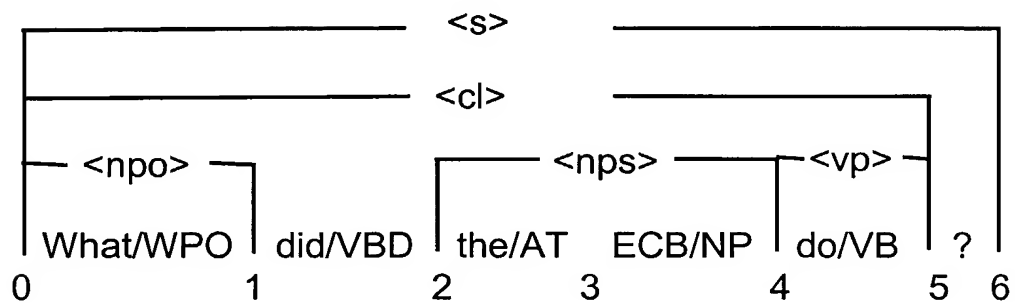 <s>
<cl>
<npo> <nps> <vp>
What/WPO did/VBD the/AT ECB/NP do/VB ?
0 1 2 3 4 5 6